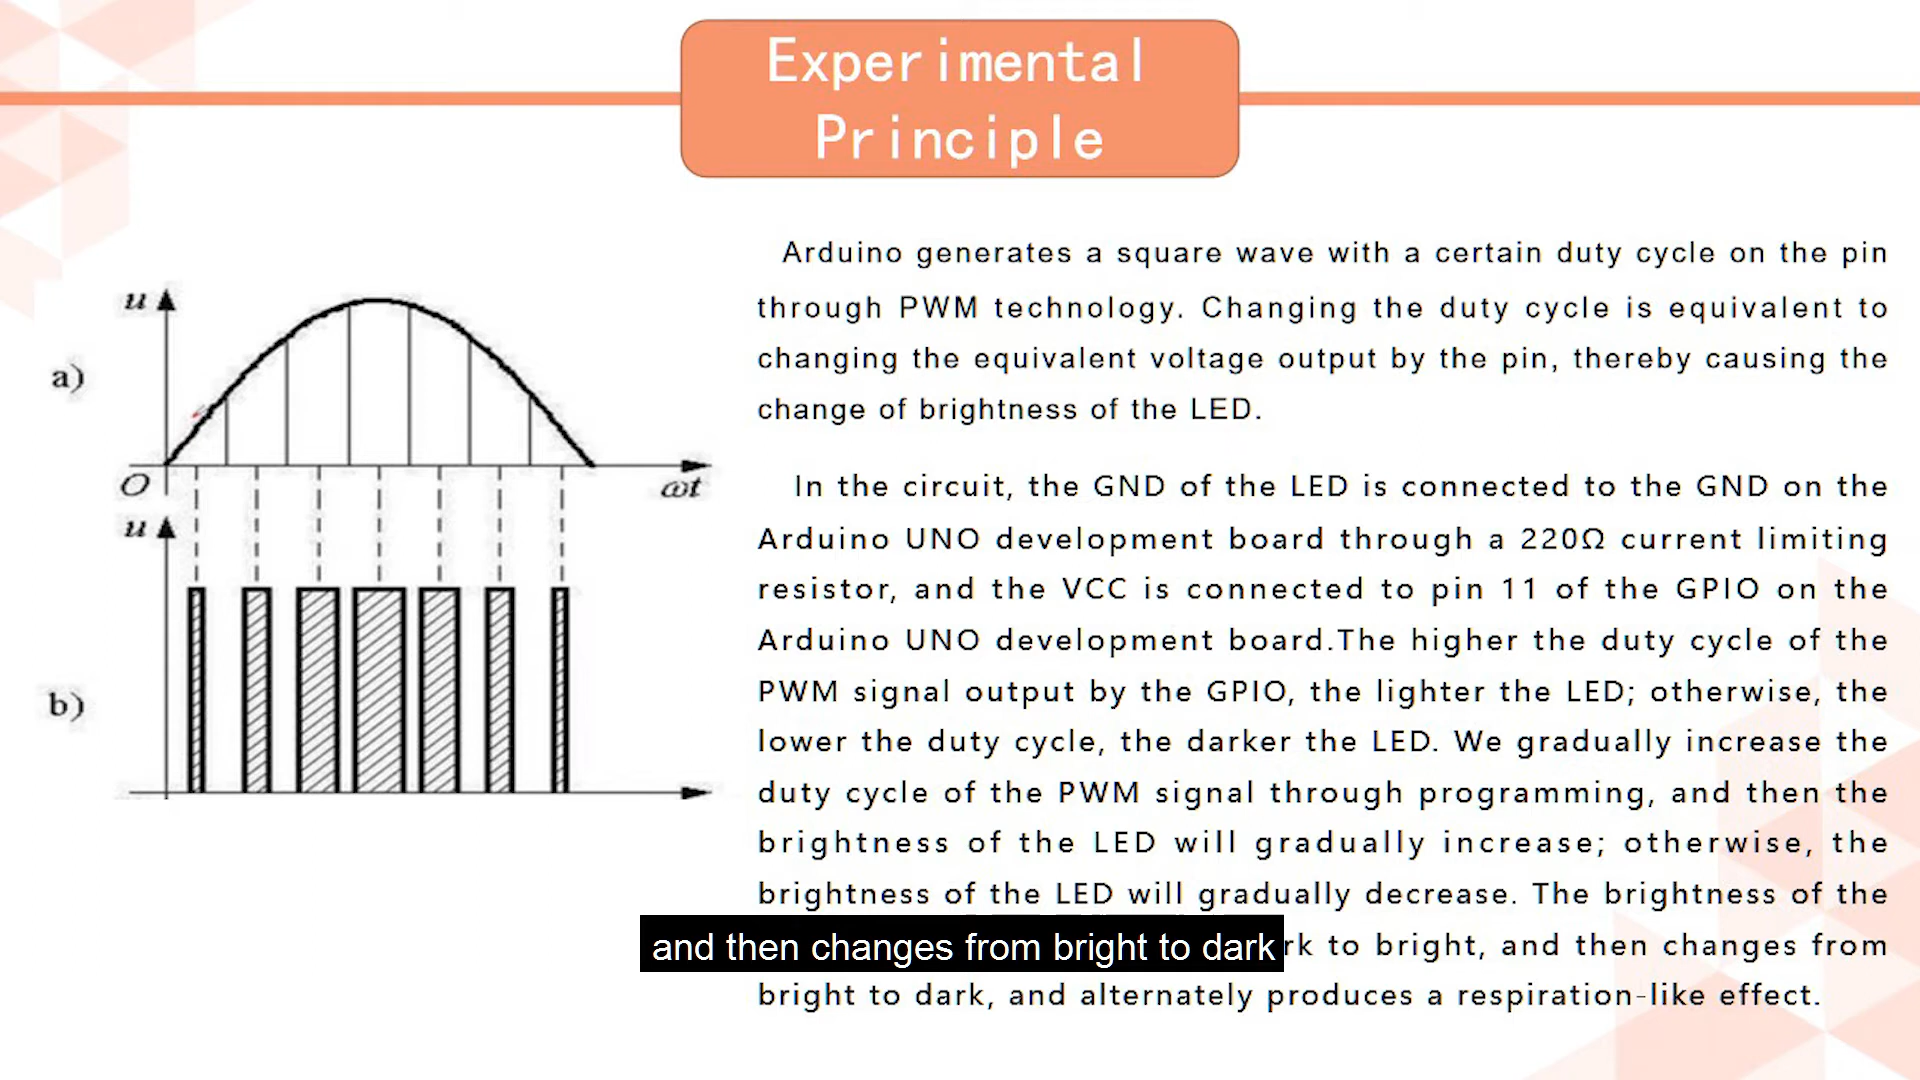 Experimental
Principle
Arduino generates a square wave with a certain duty cycle on the pin
through PWM technology. Changing the duty cycle is equivalent to
changing the equivalent voltage output by the pin, thereby causing the
change of brightness of the LED.
In the circuit, the GND of the LED is connected to the GND on the
Arduino UNO development board through a 220Ω current limiting
resistor, and the VCC is connected to pin 11 of the GPIO on the
Arduino UNO development board.The higher the duty cycle of the
PWM signal output by the GPIO, the lighter the LED; otherwise, the
lower the duty cycle, the darker the LED. We gradually increase the
duty cycle of the PWM signal through programming, and then the
brightness of the LED will gradually increase; otherwise, the
brightness of the LED will gradually decrease. The brightness of the
rk to bright, and then changes from
bright to dark, and alternately produces a respiration-like effect.
u
a)
O
ωt
u
b)
and then changes from bright to dark